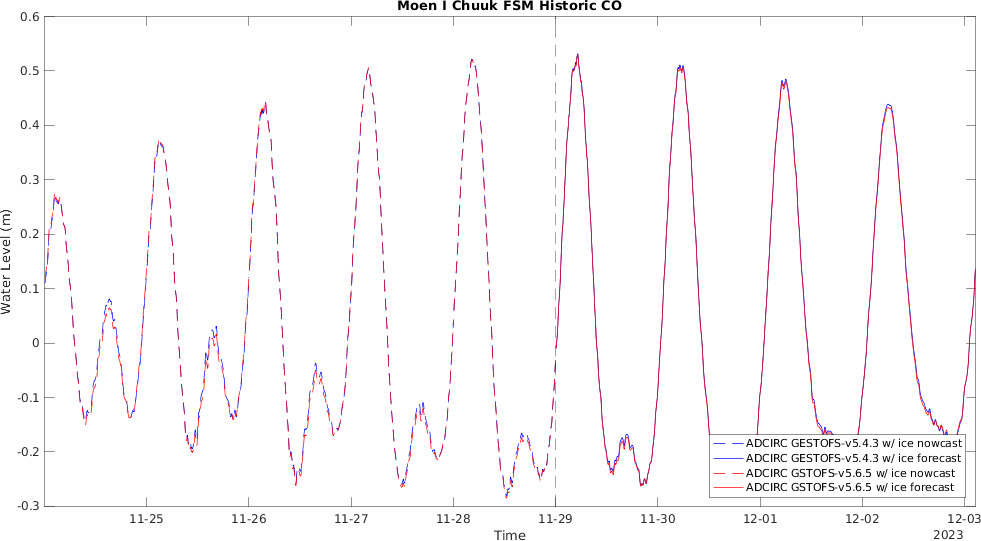 Moen I Chuuk FSM Historic CO
0.6
0.5
0.4
0.3
0.2
0.1
0
-0.1
-0.2
-0.3
Water Level (m)
ADCIRC GESTOFS-v5.4.3 w/ ice nowcast
ADCIRC GESTOFS-v5.4.3 w/ ice forecast
ADCIRC GSTOFS-v5.6.5 w/ ice nowcast
ADCIRC GSTOFS-v5.6.5 w/ ice forecast
11-25 11-26 11-27 11-28 11-29 11-30 12-01 12-02 12-03
Time
2023